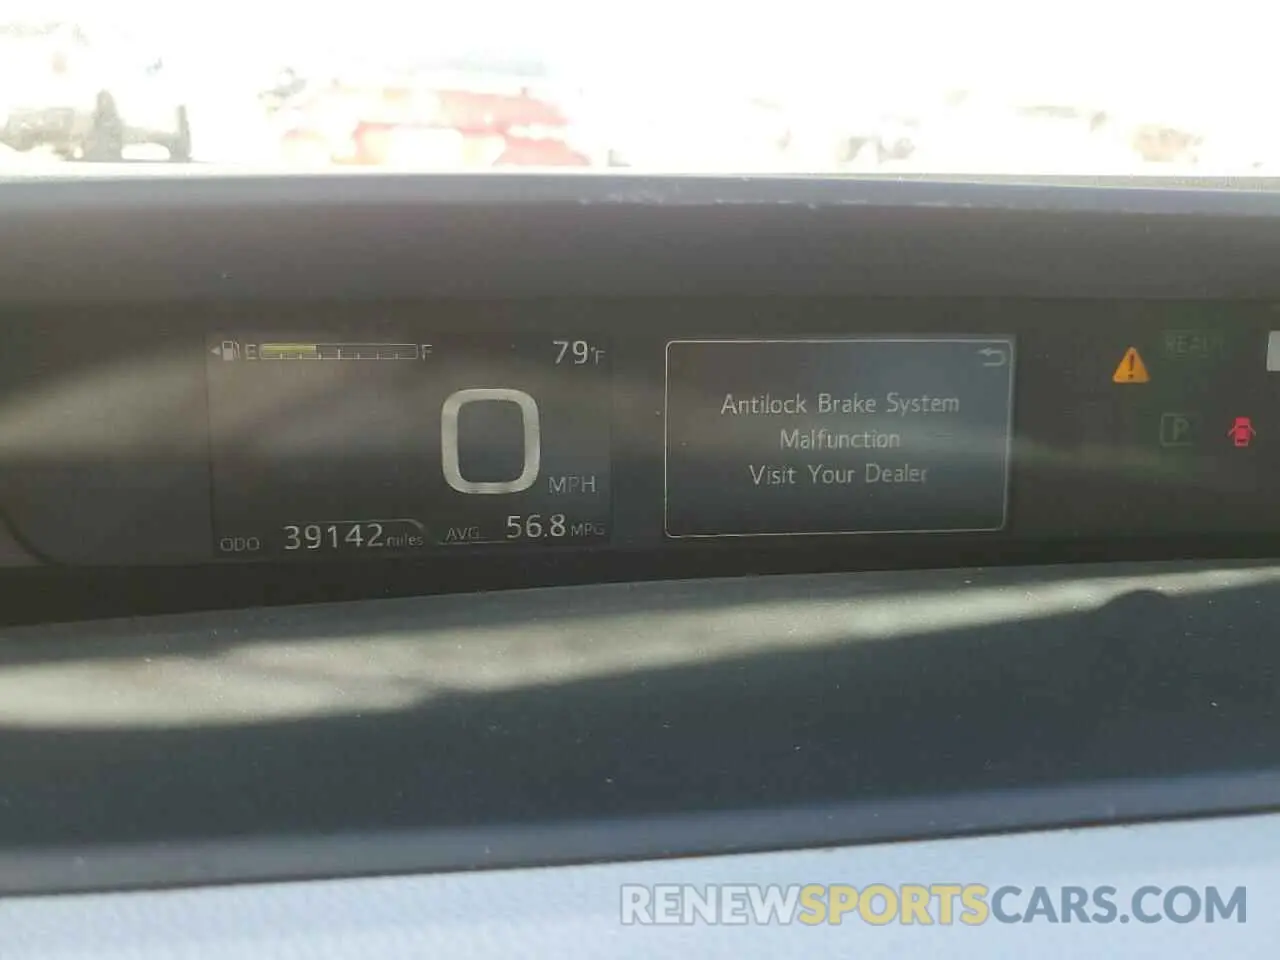 E F
79°F
0 MPH
ODO 39142 miles AVG. 56.8 MPG
Antilock Brake System
Malfunction
Visit Your Dealer
READY
P
RENEWSPORTSCARS.COM